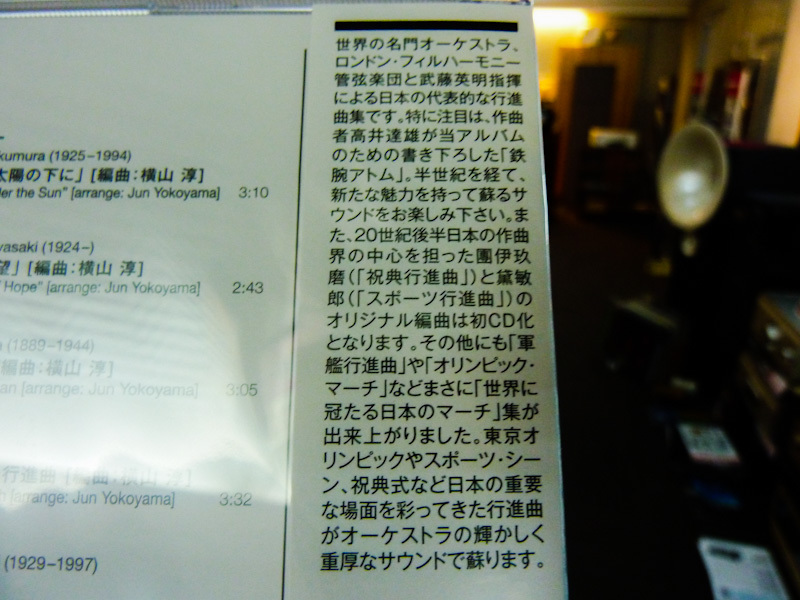 kumura (1925–1994)
太陽の下に」 [編曲：横山 淳]
der the Sun" [arrange: Jun Yokoyama] 3:10
yasaki (1924–)
望」 [編曲：横山 淳]
Hope" [arrange: Jun Yokoyama] 2:43
(1889–1944)
編曲：横山 淳]
an [arrange: Jun Yokoyama] 3:05
行進曲 [編曲：横山 淳]
h [arrange: Jun Yokoyama] 3:32
(1929–1997)
世界の名門オーケストラ、
ロンドン・フィルハーモニー
管弦楽団と武藤英明指揮
による日本の代表的な行進
曲集です。特に注目は、作曲
者高井達雄が当アルバム
のための書き下ろした「鉄
腕アトム」。半世紀を経て、
新たな魅力を持って蘇るサ
ウンドをお楽しみ下さい。ま
た、20世紀後半日本の作曲
界の中心を担った團伊玖
磨（「祝典行進曲」）と黛敏
郎（「スポーツ行進曲」）の
オリジナル編曲は初CD化
となります。その他にも「軍
艦行進曲」や「オリンピック・
マーチ」などまさに「世界に
冠たる日本のマーチ」集が
出来上がりました。東京オ
リンピックやスポーツ・シー
ン、祝典式など日本の重要
な場面を彩ってきた行進曲
がオーケストラの輝かしく
重厚なサウンドで蘇ります。